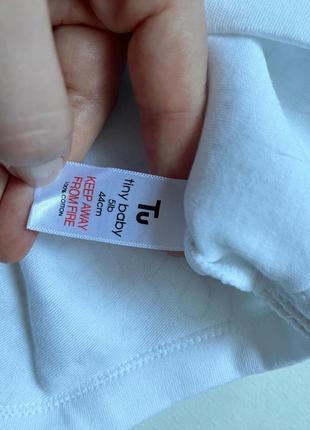 Tu
tiny baby
5lb
44cm
KEEP AWAY
FROM FIRE
100% COTTON